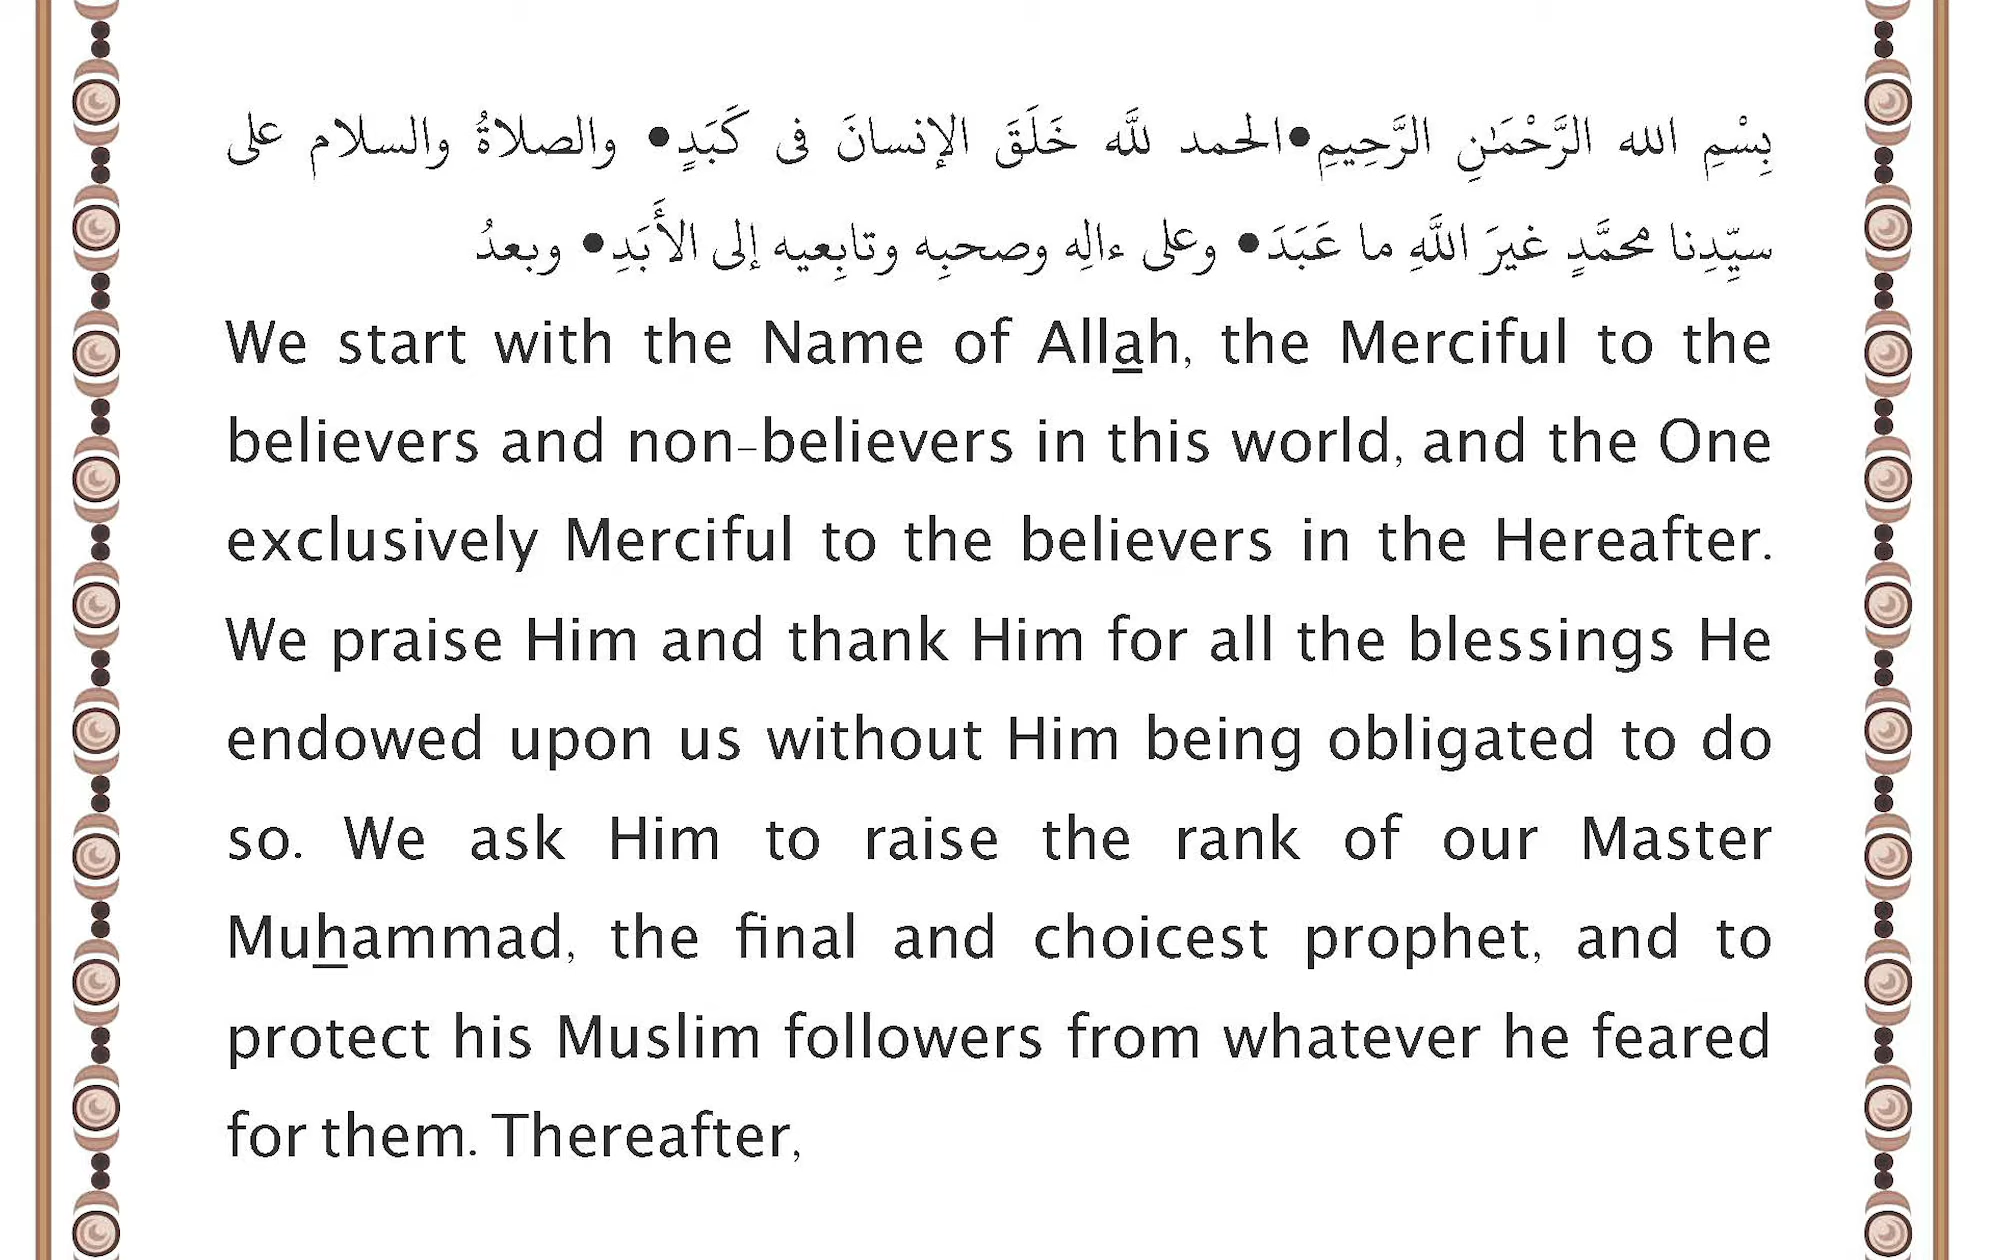 بِسْمِ الله الرَّحْمَـٰنِ الرَّحِيمِ•الحمد للَّه خَلَقَ الإنسانَ فى كَبَدٍ• والصلاةُ والسلام على
سيِّدِنا محمَّدٍ غيرَ اللَّهِ ما عَبَدَ• وعلى ءالِه وصحبِه وتابِعيه إلى الأَبَدِ• وبعدُ
We start with the Name of All<u>a</u>h, the Merciful to the
believers and non-believers in this world, and the One
exclusively Merciful to the believers in the Hereafter.
We praise Him and thank Him for all the blessings He
endowed upon us without Him being obligated to do
so. We ask Him to raise the rank of our Master
Mu<u>h</u>ammad, the final and choicest prophet, and to
protect his Muslim followers from whatever he feared
for them. Thereafter,